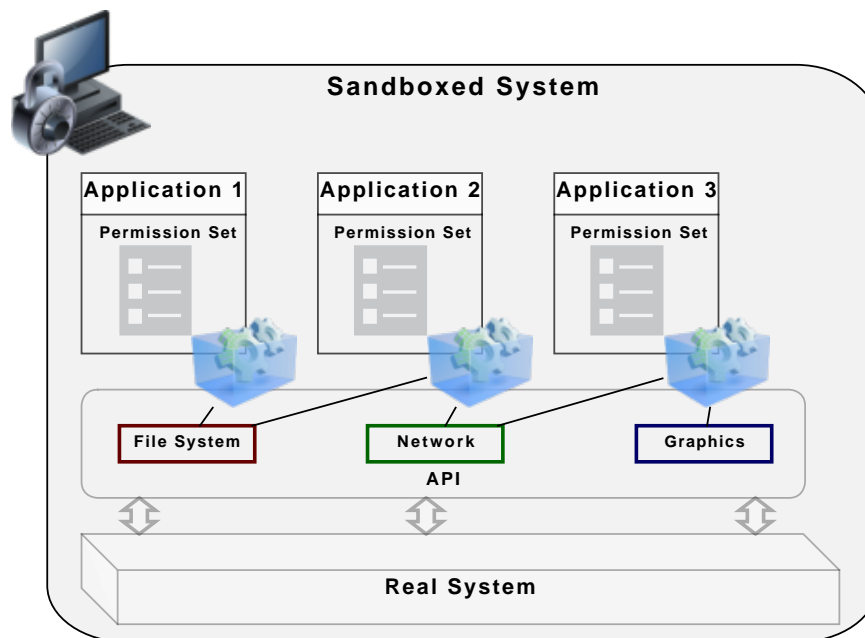 Sandboxed System
Application 1
Application 2
Application 3
Permission Set
Permission Set
Permission Set
File System
Network
Graphics
API
Real System